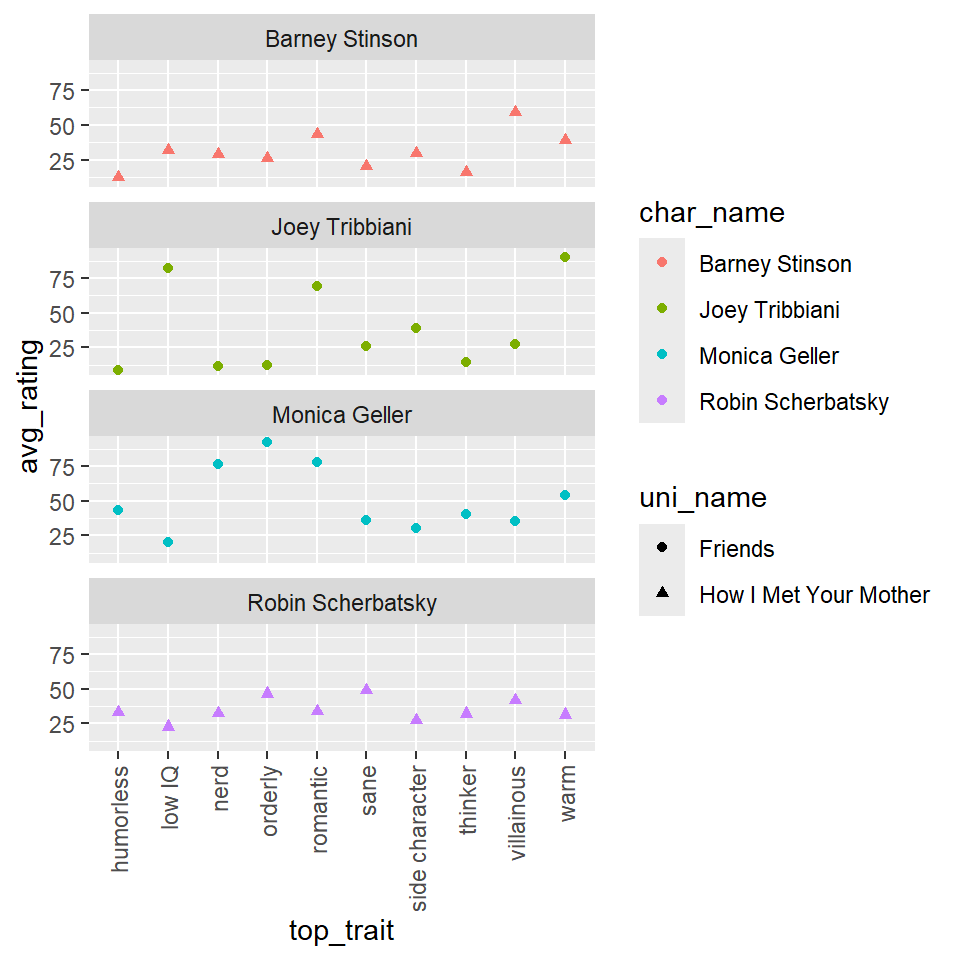 Barney Stinson
75
50
25
Joey Tribbiani
75
50
25
Monica Geller
75
50
25
Robin Scherbatsky
75
50
25
avg_rating
humorless
low IQ
nerd
orderly
romantic
sane
side character
thinker
villainous
warm
top_trait
char_name
Barney Stinson
Joey Tribbiani
Monica Geller
Robin Scherbatsky
uni_name
Friends
How I Met Your Mother